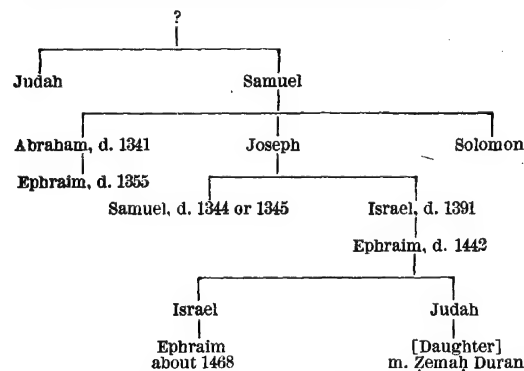 ?
Judah Samuel
Abraham, d. 1341 Joseph Solomon
Ephraim, d. 1355
Samuel, d. 1344 or 1345 Israel, d. 1391
Ephraim, d. 1442
Israel Judah
Ephraim [Daughter]
about 1468 m. Ẓemaḥ Duran